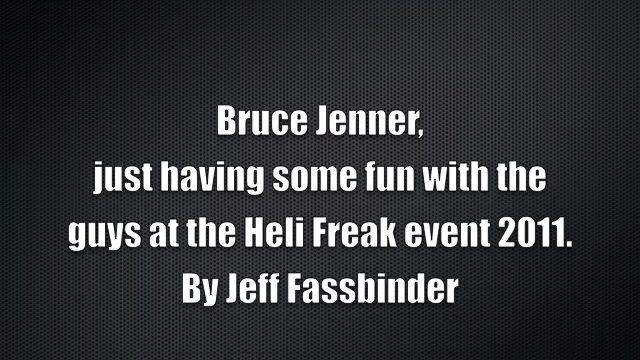 Bruce Jenner,
just having some fun with the
guys at the Heli Freak event 2011.
By Jeff Fassbinder